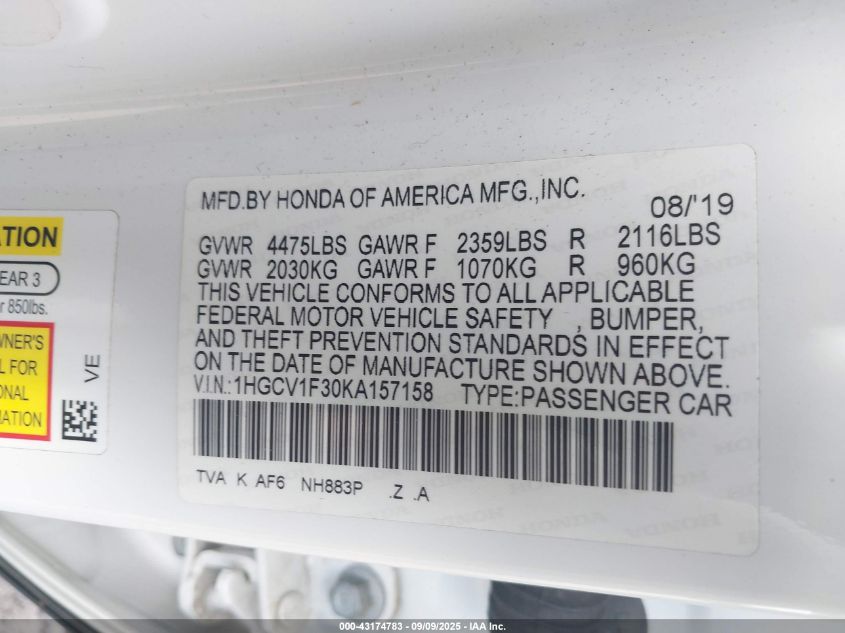 MFD.BY HONDA OF AMERICA MFG.,INC.
08/'19
GVWR 4475LBS GAWR F 2359LBS R 2116LBS
GVWR 2030KG GAWR F 1070KG R 960KG
THIS VEHICLE CONFORMS TO ALL APPLICABLE
FEDERAL MOTOR VEHICLE SAFETY , BUMPER,
AND THEFT PREVENTION STANDARDS IN EFFECT
ON THE DATE OF MANUFACTURE SHOWN ABOVE.
V.I.N.:1HGCV1F30KA157158 TYPE:PASSENGER CAR
TVA K AF6 NH883P .Z .A
ATION
EAR 3
r 850lbs.
WNER'S
L FOR
ONAL
MATION
VE
000-43174783 - 09/09/2025 - IAA Inc.